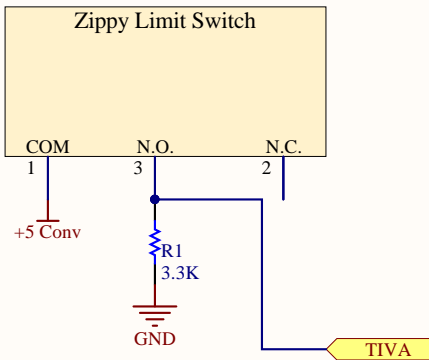 Zippy Limit Switch
COM N.O. N.C.
1 3 2
+5 Conv
R1
3.3K
GND
TIVA